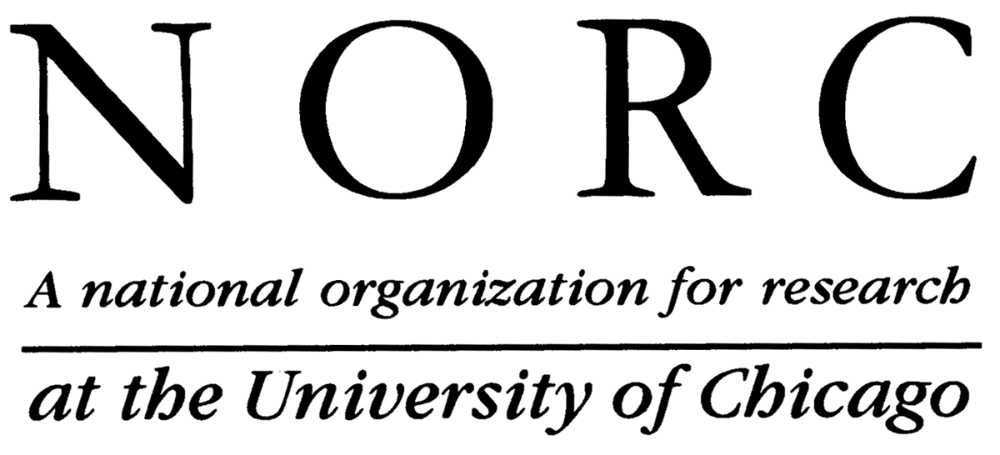 NORC
A national organization for research
at the University of Chicago